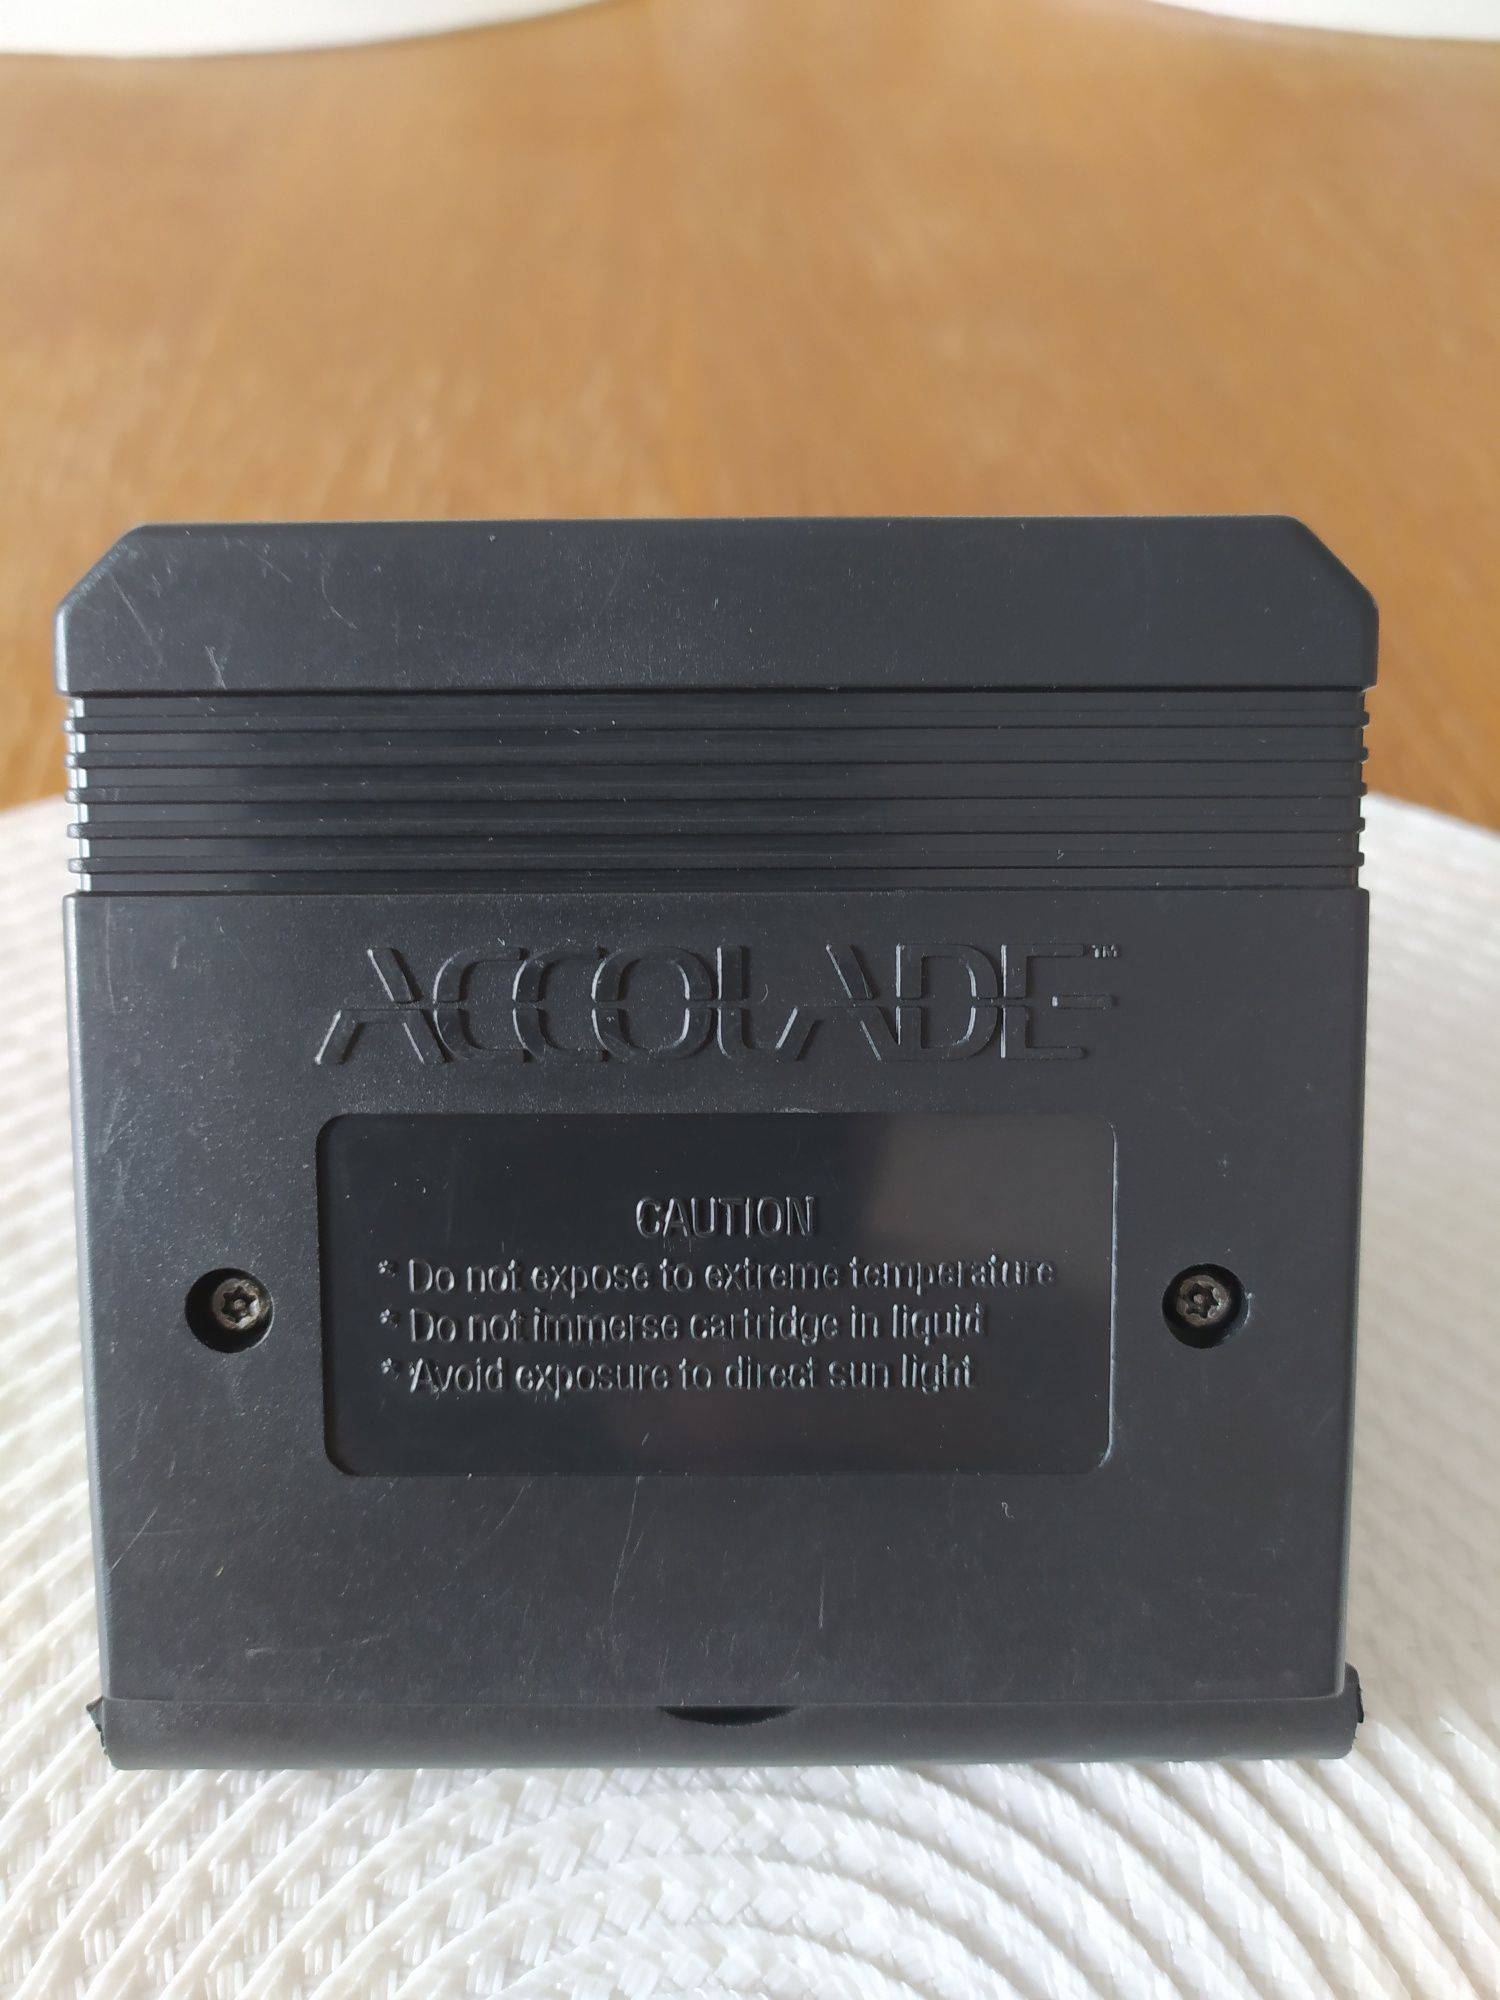 ACCOLADE™
CAUTION
* Do not expose to extreme temperature
* Do not immerse cartridge in liquid
* Avoid exposure to direct sun light